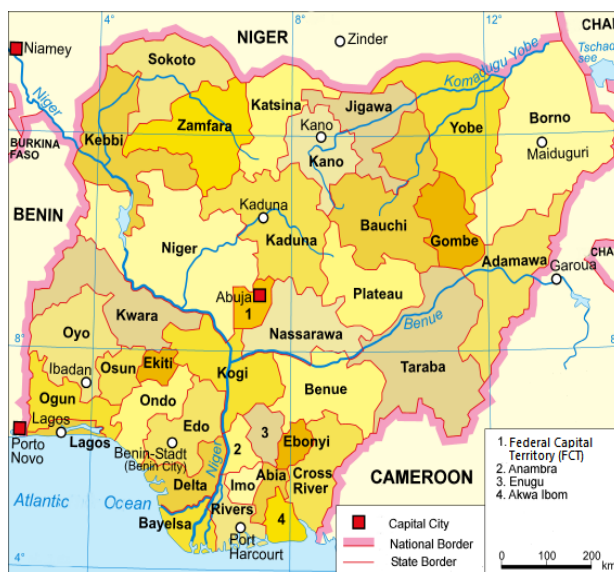 4°
8°
12°
CHAD
NIGER
Niamey
Zinder
Tschad
see
Sokoto
Niger
Komadugu Yobe
Katsina
Jigawa
Borno
Zamfara
Yobe
Kebbi
Kano
Kano
Maiduguri
BURKINA
FASO
BENIN
Kaduna
Bauchi
Gombe
Niger
Kaduna
Adamawa
CHA
Garoua
Abuja
1
Plateau
Kwara
Nassarawa
Benue
Oyo
8°
8°
Taraba
Ibadan
Osun
Ekiti
Kogi
Benue
Ogun
Ondo
Lagos
Edo
3
Ebonyi
Porto
Novo
Lagos
Benin-Stadt
(Benin City)
Niger
2
Abia
Cross
River
CAMEROON
Delta
Imo
Atlantic
Ocean
Bayelsa
Rivers
4
Port
Harcourt
4°
1. Federal Capital
Territory (FCT)
2. Anambra
3. Enugu
4. Akwa Ibom
Capital City
National Border
State Border
0 100 200
km